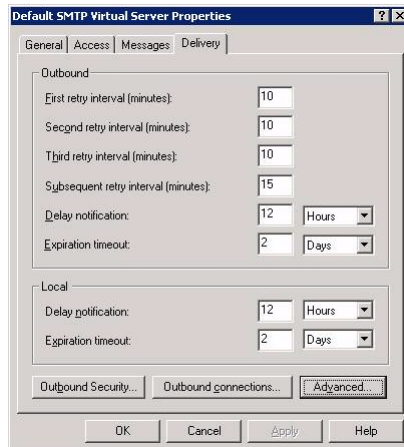 Default SMTP Virtual Server Properties
General Access Messages Delivery
Outbound
First retry interval (minutes): 10
Second retry interval (minutes): 10
Third retry interval (minutes): 10
Subsequent retry interval (minutes): 15
Delay notification: 12 Hours
Expiration timeout: 2 Days
Local
Delay notification: 12 Hours
Expiration timeout: 2 Days
Outbound Security... Outbound connections... Advanced...
OK Cancel Apply Help